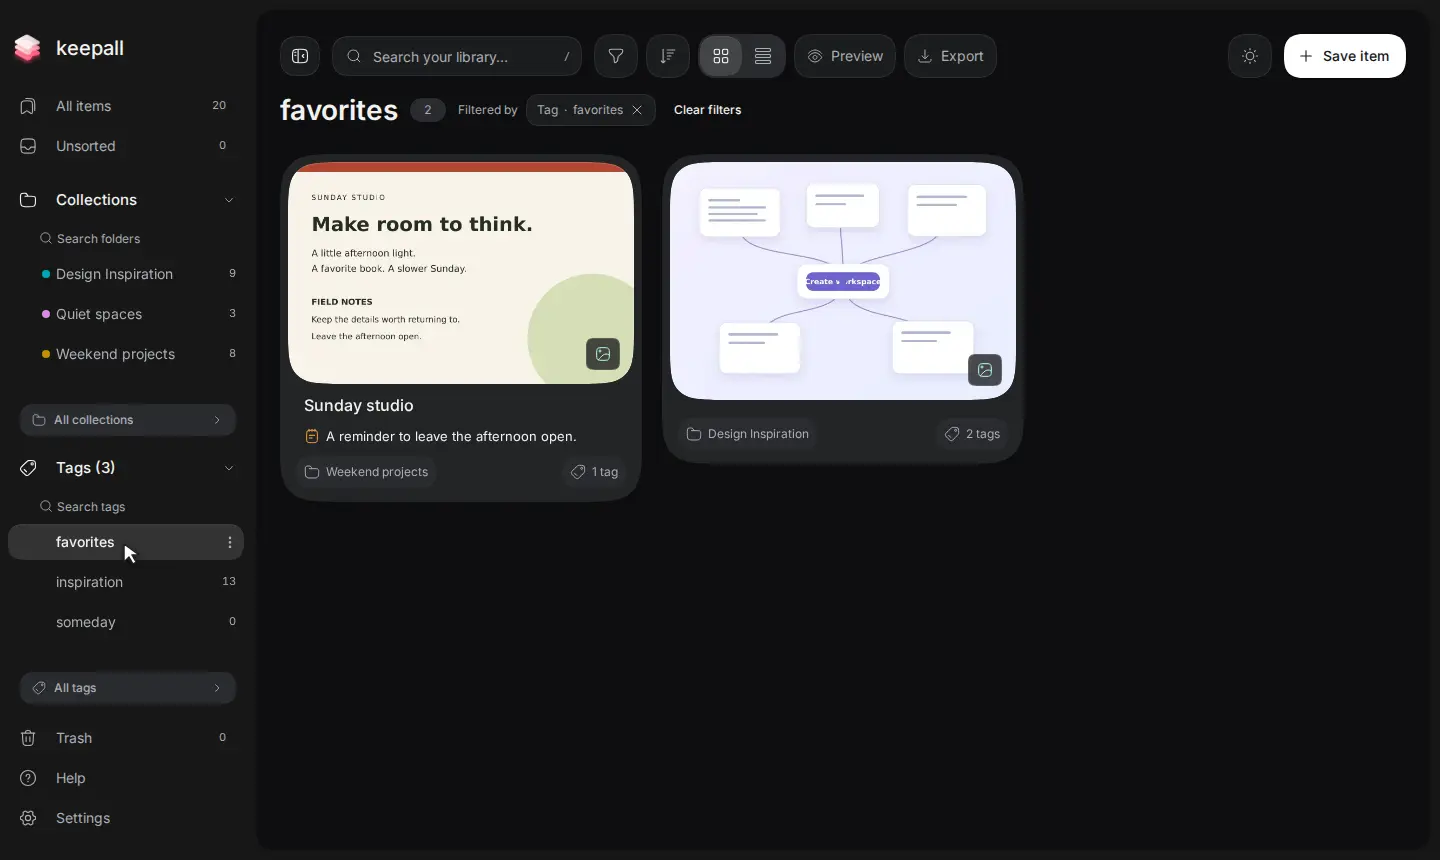 keepall
All items 20
Unsorted 0
Collections
Search folders
Design Inspiration 9
Quiet spaces 3
Weekend projects 8
All collections
Tags (3)
Search tags
favorites
inspiration 13
someday 0
All tags
Trash 0
Help
Settings
Search your library... /
Preview
Export
Save item
favorites 2 Filtered by Tag · favorites Clear filters
SUNDAY STUDIO
Make room to think.
A little afternoon light.
A favorite book. A slower Sunday.
FIELD NOTES
Keep the details worth returning to.
Leave the afternoon open.
Sunday studio
A reminder to leave the afternoon open.
Weekend projects 1 tag
Create
Design Inspiration 2 tags